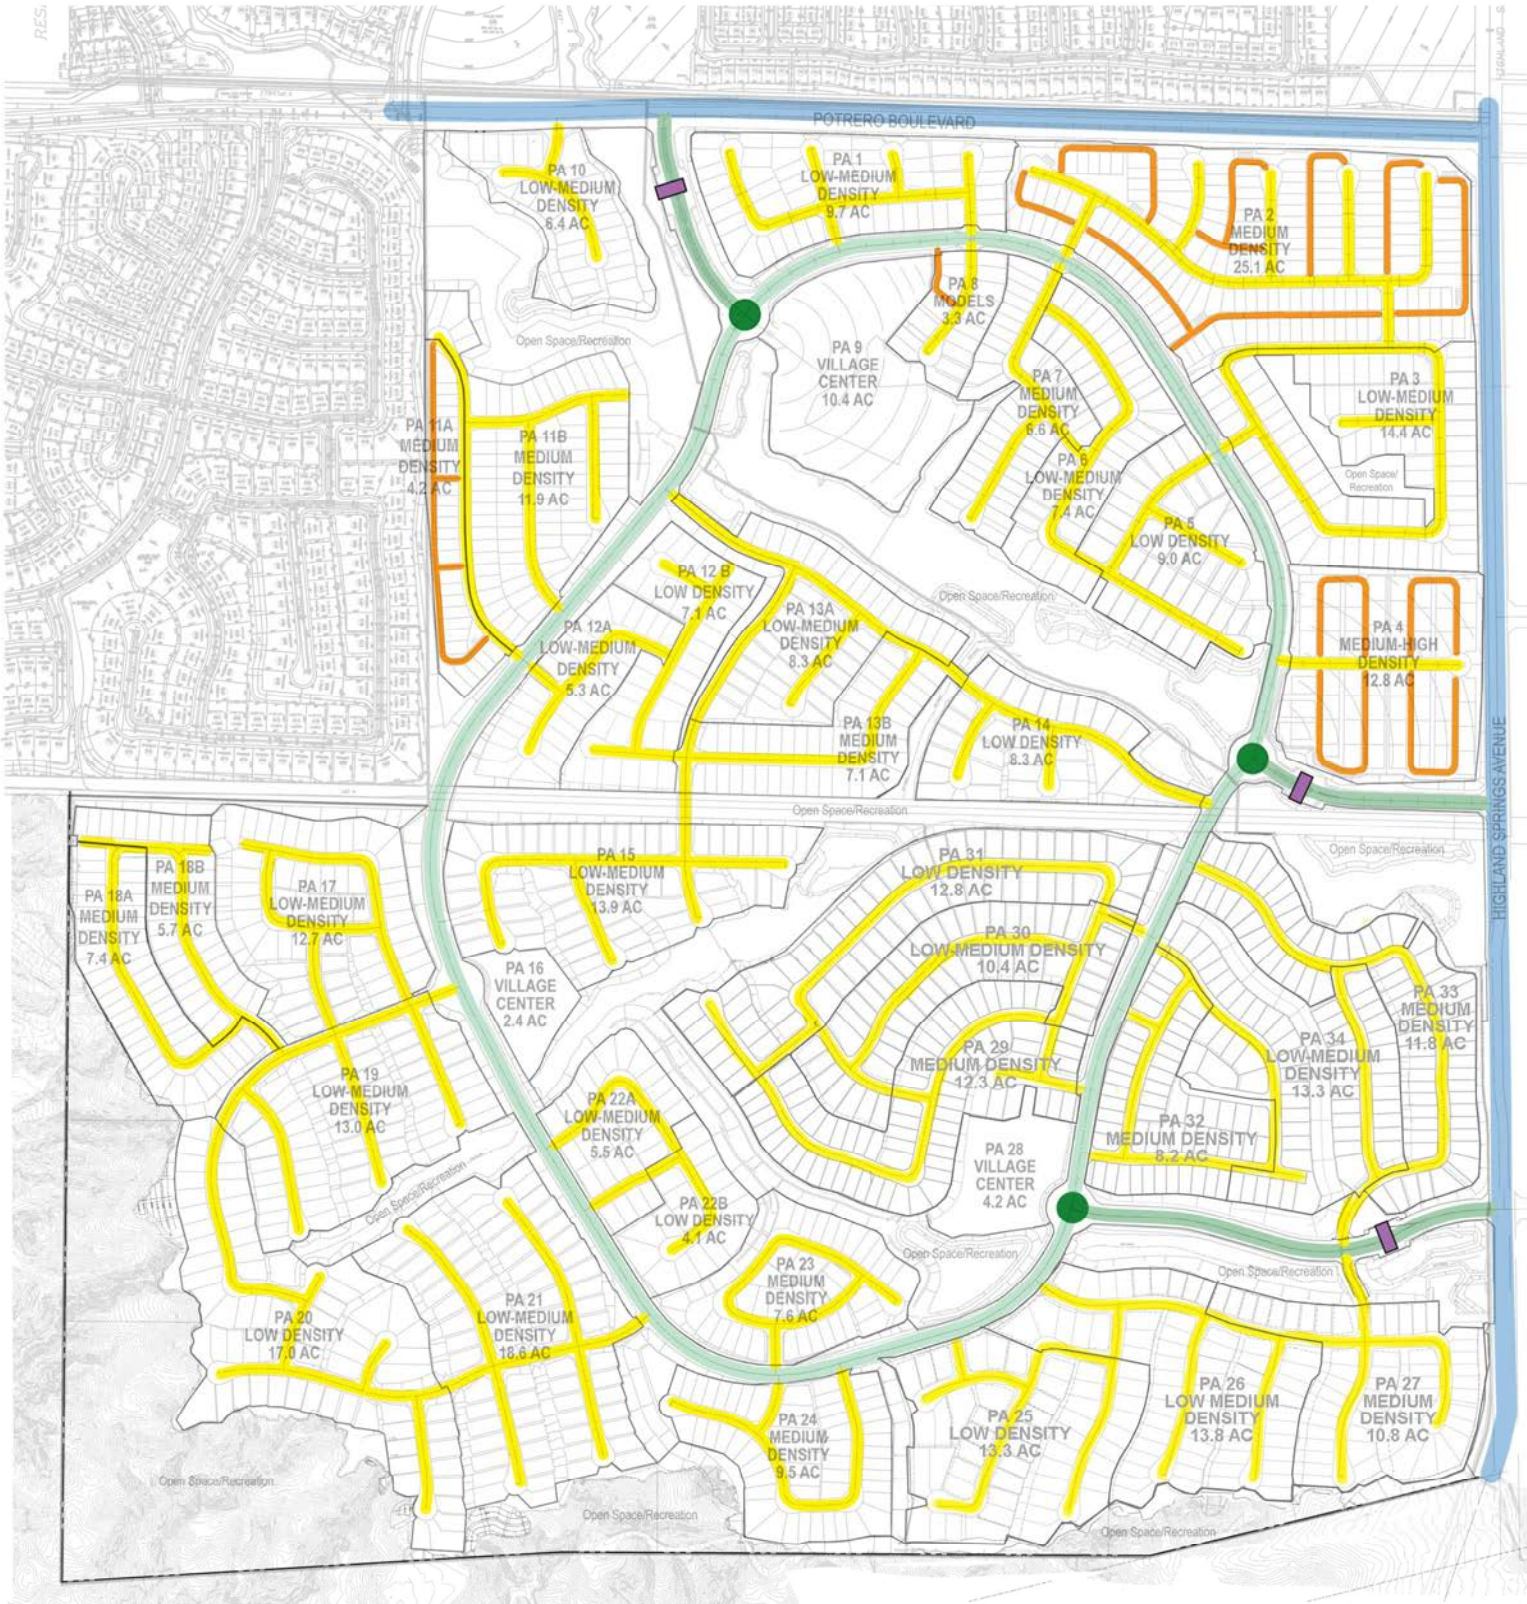 RES.
POTRERO BOULEVARD
PA 10
LOW-MEDIUM
DENSITY
6.4 AC
PA 1
LOW-MEDIUM
DENSITY
9.7 AC
PA 2
MEDIUM
DENSITY
25.1 AC
PA 8
MODELS
3.3 AC
Open Space/Recreation
PA 9
VILLAGE
CENTER
10.4 AC
PA 7
MEDIUM
DENSITY
6.6 AC
PA 3
LOW-MEDIUM
DENSITY
14.4 AC
Open Space/
Recreation
PA 11A
MEDIUM
DENSITY
4.2 AC
PA 11B
MEDIUM
DENSITY
11.9 AC
PA 6
LOW-MEDIUM
DENSITY
7.4 AC
PA 5
LOW DENSITY
9.0 AC
PA 12 B
LOW DENSITY
7.1 AC
Open Space/Recreation
PA 13A
LOW-MEDIUM
DENSITY
8.3 AC
PA 12A
LOW-MEDIUM
DENSITY
5.3 AC
PA 4
MEDIUM-HIGH
DENSITY
12.8 AC
PA 13B
MEDIUM
DENSITY
7.1 AC
PA 14
LOW DENSITY
8.3 AC
HIGHLAND SPRINGS AVENUE
Open Space/Recreation
Open Space/Recreation
PA 18A
MEDIUM
DENSITY
7.4 AC
PA 18B
MEDIUM
DENSITY
5.7 AC
PA 17
LOW-MEDIUM
DENSITY
12.7 AC
PA 15
LOW-MEDIUM
DENSITY
13.9 AC
PA 31
LOW DENSITY
12.8 AC
PA 30
LOW-MEDIUM DENSITY
10.4 AC
PA 16
VILLAGE
CENTER
2.4 AC
PA 33
MEDIUM
DENSITY
11.8 AC
PA 29
MEDIUM DENSITY
12.3 AC
PA 34
LOW-MEDIUM
DENSITY
13.3 AC
PA 19
LOW-MEDIUM
DENSITY
13.0 AC
PA 22A
LOW-MEDIUM
DENSITY
5.5 AC
PA 32
MEDIUM DENSITY
8.2 AC
PA 28
VILLAGE
CENTER
4.2 AC
Open Space/Recreation
PA 22B
LOW DENSITY
4.1 AC
Open Space/Recreation
Open Space/Recreation
PA 23
MEDIUM
DENSITY
7.6 AC
PA 20
LOW DENSITY
17.0 AC
PA 21
LOW-MEDIUM
DENSITY
18.6 AC
PA 24
MEDIUM
DENSITY
9.5 AC
PA 25
LOW DENSITY
13.3 AC
PA 26
LOW MEDIUM
DENSITY
13.8 AC
PA 27
MEDIUM
DENSITY
10.8 AC
Open Space/Recreation
Open Space/Recreation
Open Space/Recreation